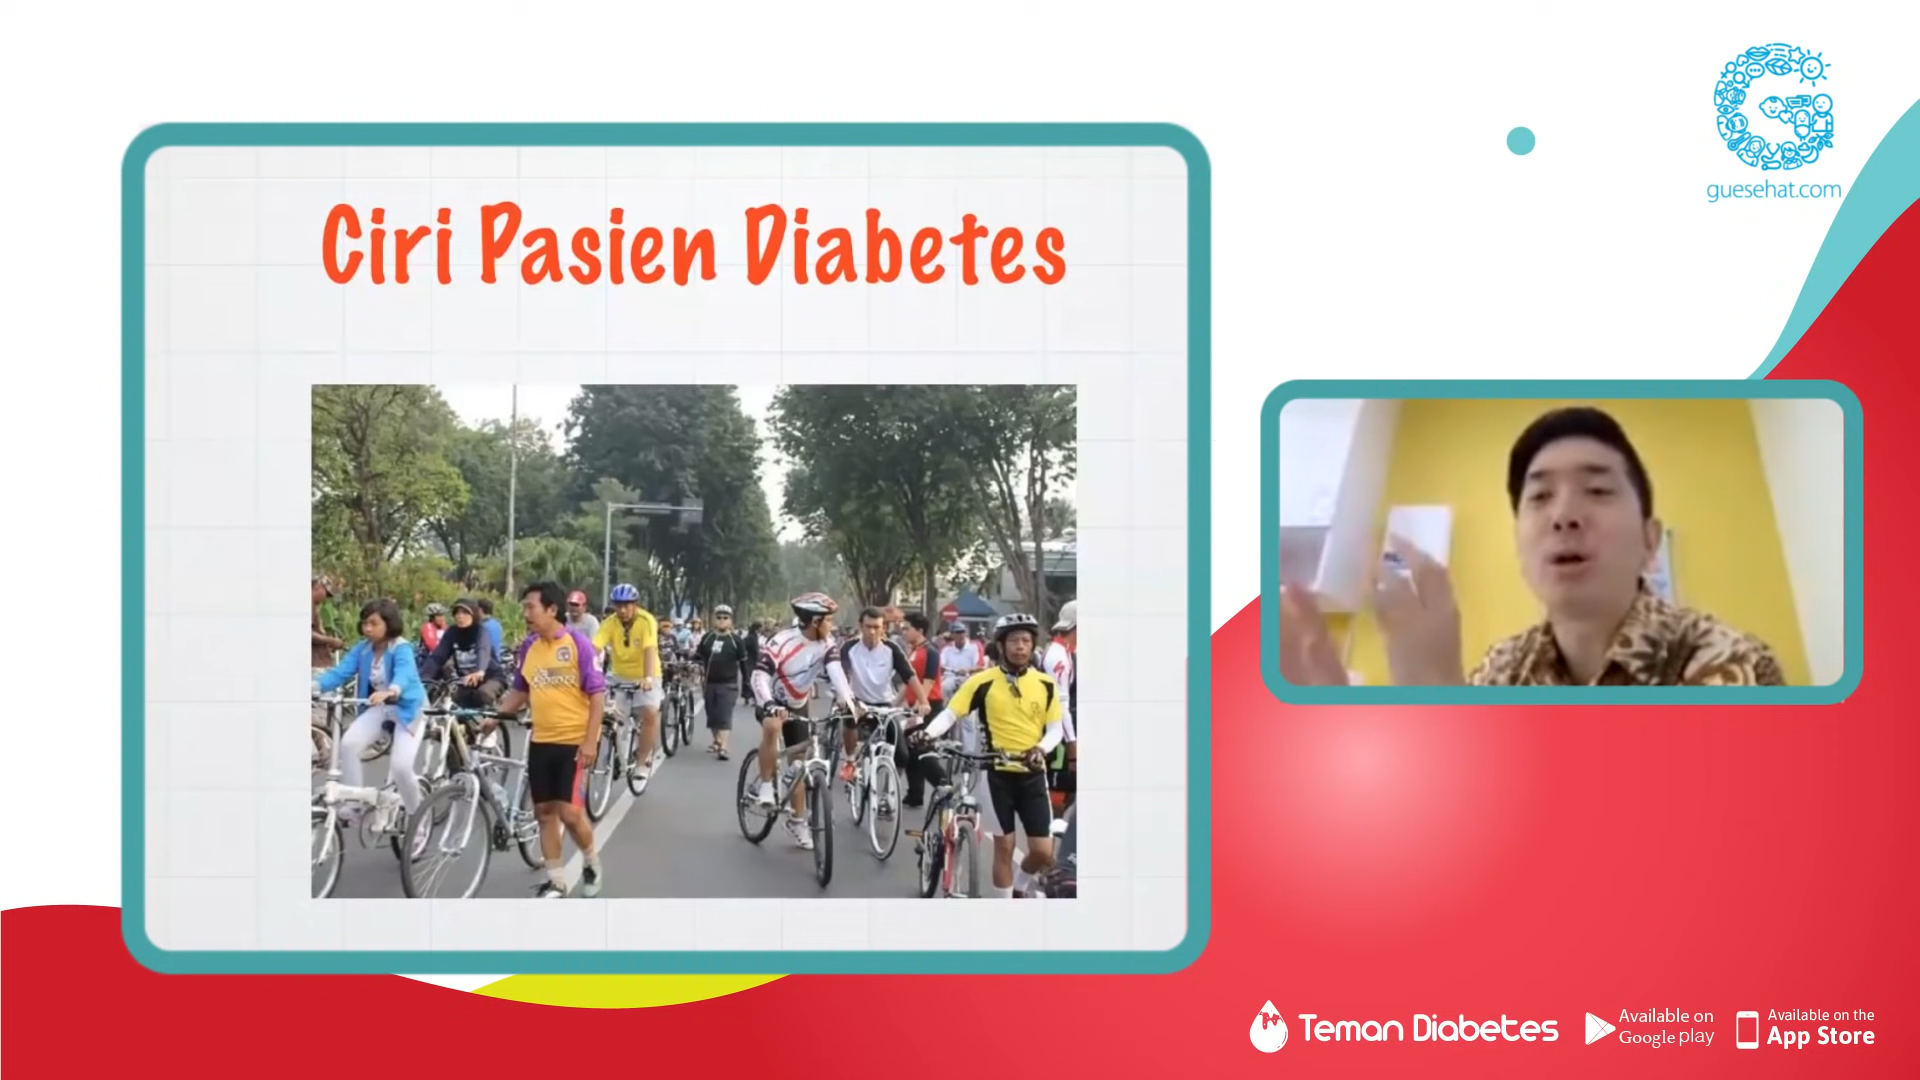 Ciri Pasien Diabetes
guesehat.com
Teman Diabetes
Available on
Google play
Available on the
App Store